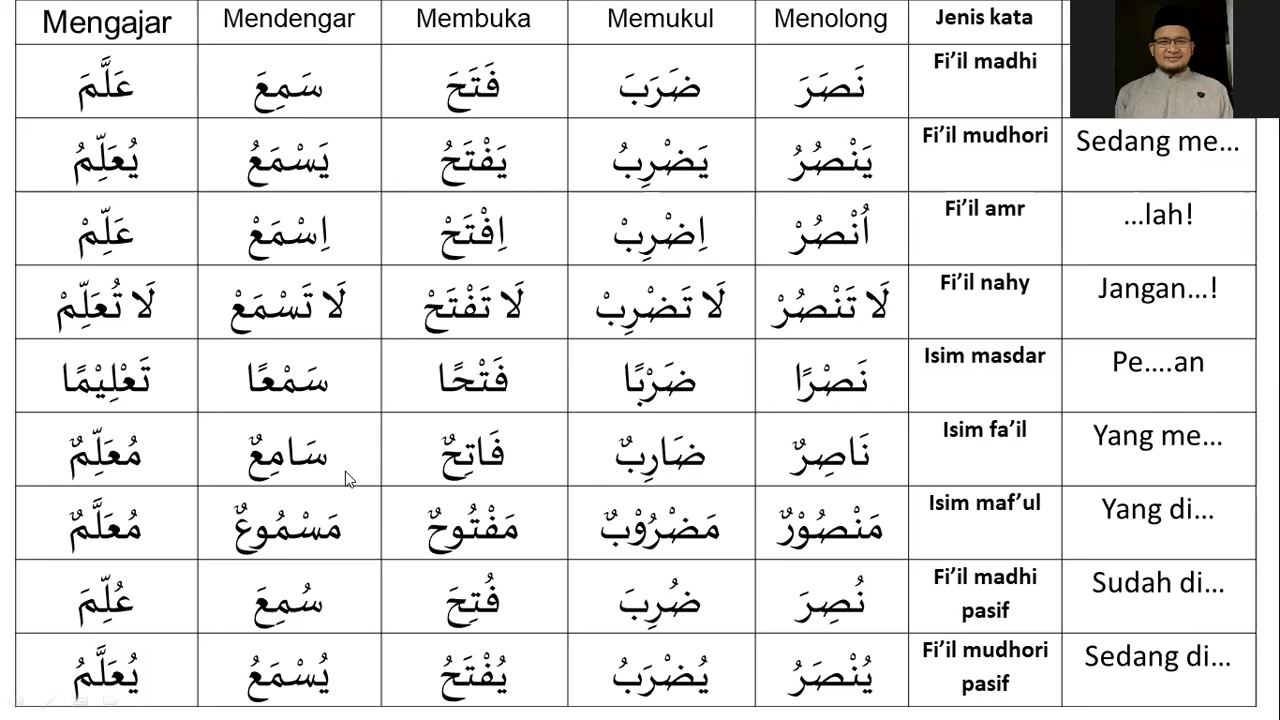 Mengajar Mendengar Membuka Memukul Menolong Jenis kata
عَلَّمَ سَمِعَ فَتَحَ ضَرَبَ نَصَرَ Fi’il madhi
يُعَلِّمُ يَسْمَعُ يَفْتَحُ يَضْرِبُ يَنْصُرُ Fi’il mudhori Sedang me...
عَلِّمْ اِسْمَعْ اِفْتَحْ اِضْرِبْ اُنْصُرْ Fi’il amr ...lah!
لَا تُعَلِّمْ لَا تَسْمَعْ لَا تَفْتَحْ لَا تَضْرِبْ لَا تَنْصُرْ Fi’il nahy Jangan...!
تَعْلِيْمًا سَمْعًا فَتْحًا ضَرْبًا نَصْرًا Isim masdar Pe....an
مُعَلِّمٌ سَامِعٌ فَاتِحٌ ضَارِبٌ نَاصِرٌ Isim fa’il Yang me...
مُعَلَّمٌ مَسْمُوعٌ مَفْتُوحٌ مَضْرُوْبٌ مَنْصُوْرٌ Isim maf’ul Yang di...
عُلِّمَ سُمِعَ فُتِحَ ضُرِبَ نُصِرَ Fi’il madhi pasif Sudah di...
يُعَلَّمُ يُسْمَعُ يُفْتَحُ يُضْرَبُ يُنْصَرُ Fi’il mudhori pasif Sedang di...